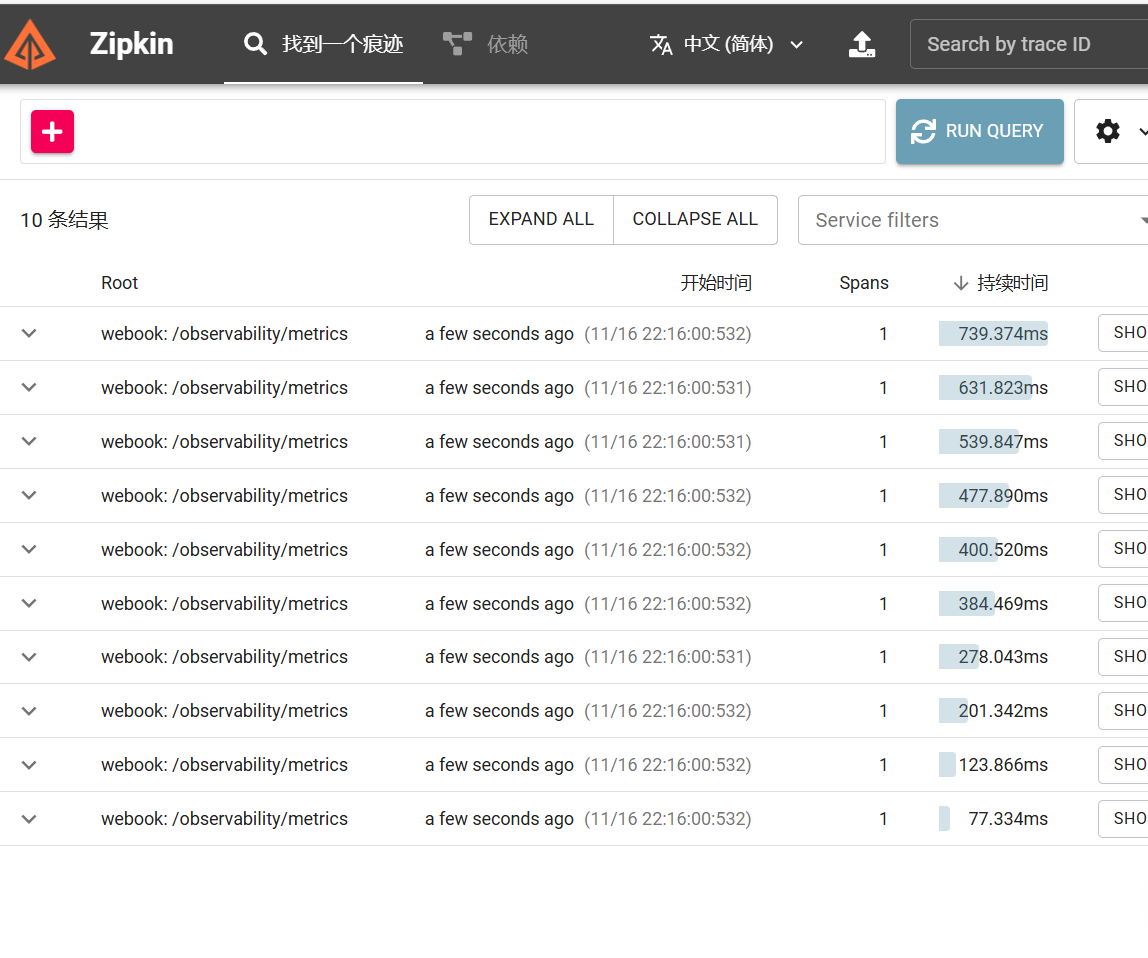 Zipkin 找到一个痕迹 依赖 中文 (简体) Search by trace ID
RUN QUERY
10 条结果 EXPAND ALL COLLAPSE ALL Service filters
Root 开始时间 Spans 持续时间
webook: /observability/metrics a few seconds ago (11/16 22:16:00:532) 1 739.374ms SHO
webook: /observability/metrics a few seconds ago (11/16 22:16:00:531) 1 631.823ms SHO
webook: /observability/metrics a few seconds ago (11/16 22:16:00:531) 1 539.847ms SHO
webook: /observability/metrics a few seconds ago (11/16 22:16:00:532) 1 477.890ms SHO
webook: /observability/metrics a few seconds ago (11/16 22:16:00:532) 1 400.520ms SHO
webook: /observability/metrics a few seconds ago (11/16 22:16:00:532) 1 384.469ms SHO
webook: /observability/metrics a few seconds ago (11/16 22:16:00:531) 1 278.043ms SHO
webook: /observability/metrics a few seconds ago (11/16 22:16:00:532) 1 201.342ms SHO
webook: /observability/metrics a few seconds ago (11/16 22:16:00:532) 1 123.866ms SHO
webook: /observability/metrics a few seconds ago (11/16 22:16:00:532) 1 77.334ms SHO